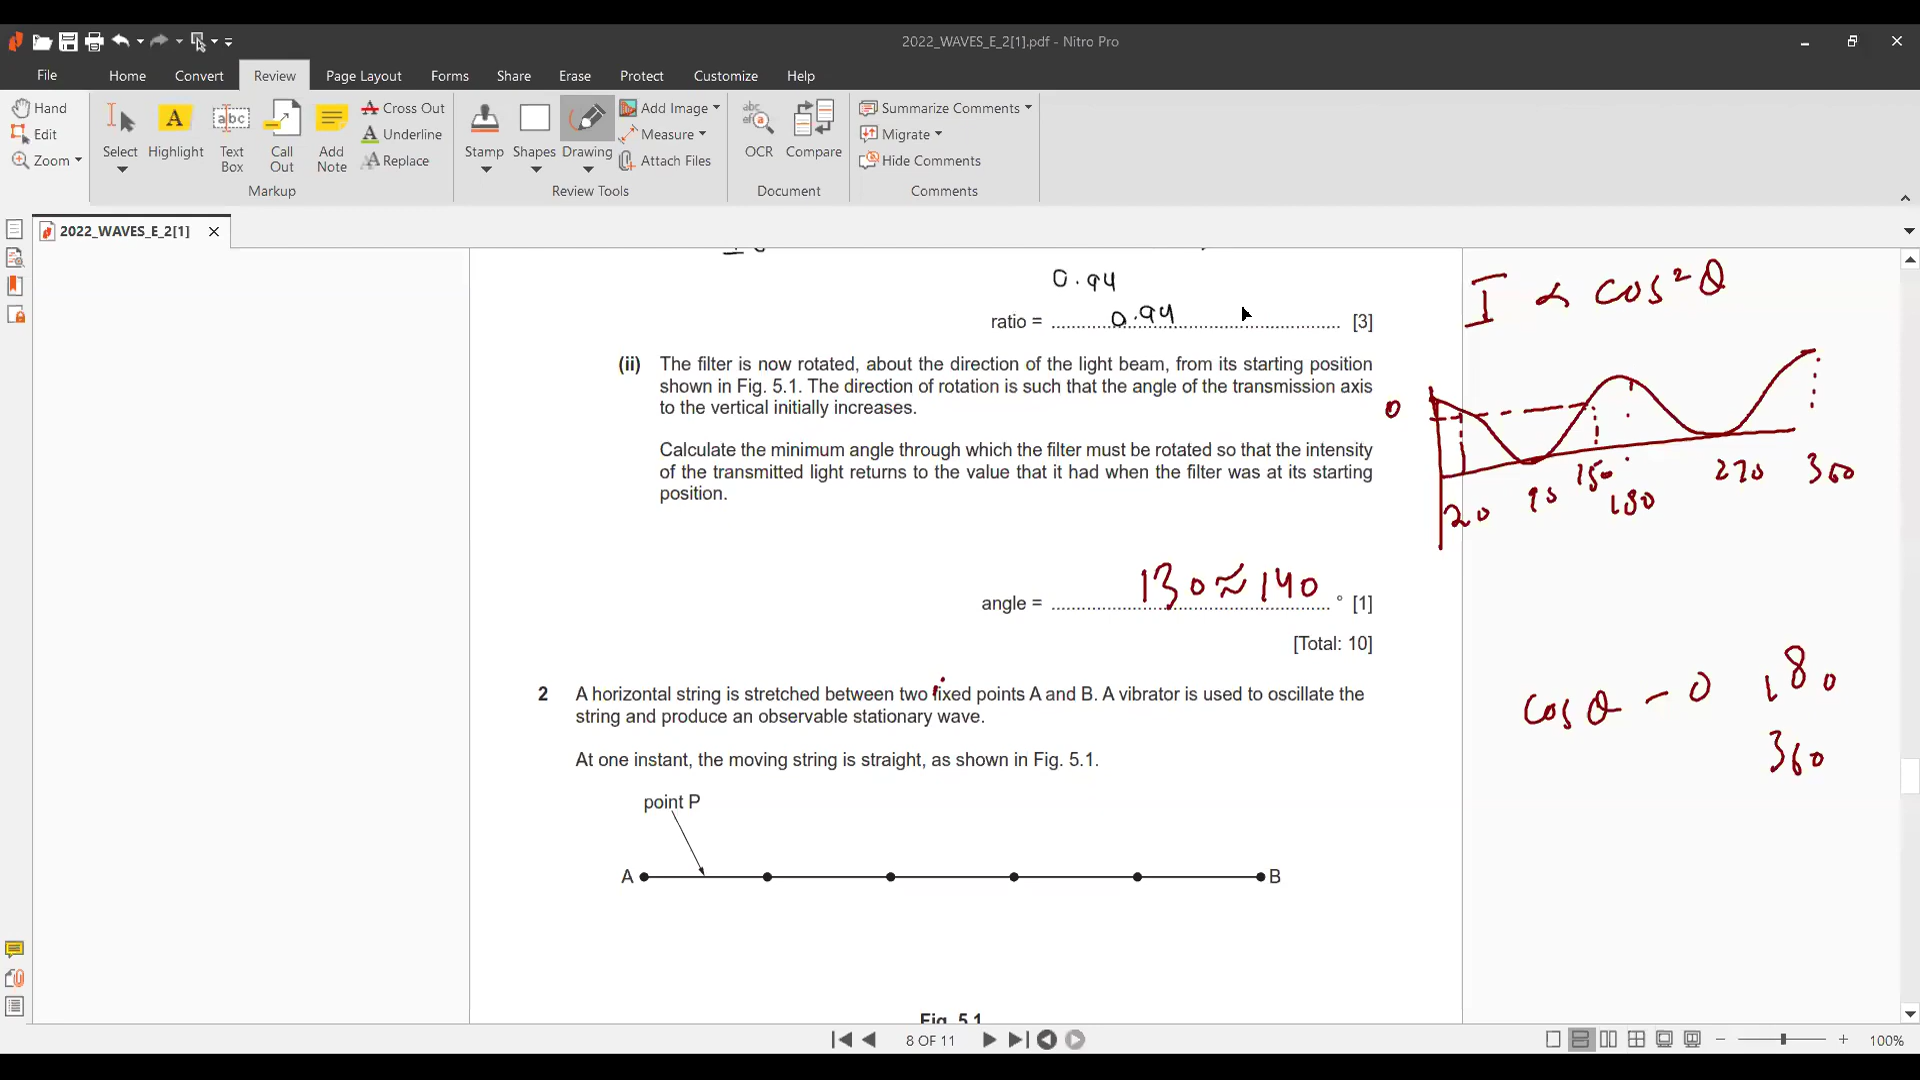 2022_WAVES_E_2[1].pdf - Nitro Pro
File Home Convert Review Page Layout Forms Share Erase Protect Customize Help
Hand
Edit
Zoom
Select
Highlight
Text Box
Call Out
Add Note
Cross Out
Underline
Replace
Markup
Stamp
Shapes
Drawing
Add Image
Measure
Attach Files
Review Tools
OCR
Compare
Document
Summarize Comments
Migrate
Hide Comments
Comments
2022_WAVES_E_2[1]
0.94
ratio = 0.94 [3]
(ii) The filter is now rotated, about the direction of the light beam, from its starting position
shown in Fig. 5.1. The direction of rotation is such that the angle of the transmission axis
to the vertical initially increases.
Calculate the minimum angle through which the filter must be rotated so that the intensity
of the transmitted light returns to the value that it had when the filter was at its starting
position.
angle = 130 ≈ 140 ° [1]
[Total: 10]
2 A horizontal string is stretched between two fixed points A and B. A vibrator is used to oscillate the
string and produce an observable stationary wave.
At one instant, the moving string is straight, as shown in Fig. 5.1.
point P
A B
Fig. 5.1
I ∝ cos² θ
0
20 90 150 180 270 360
cos θ - 0 180
360
8 OF 11
100%